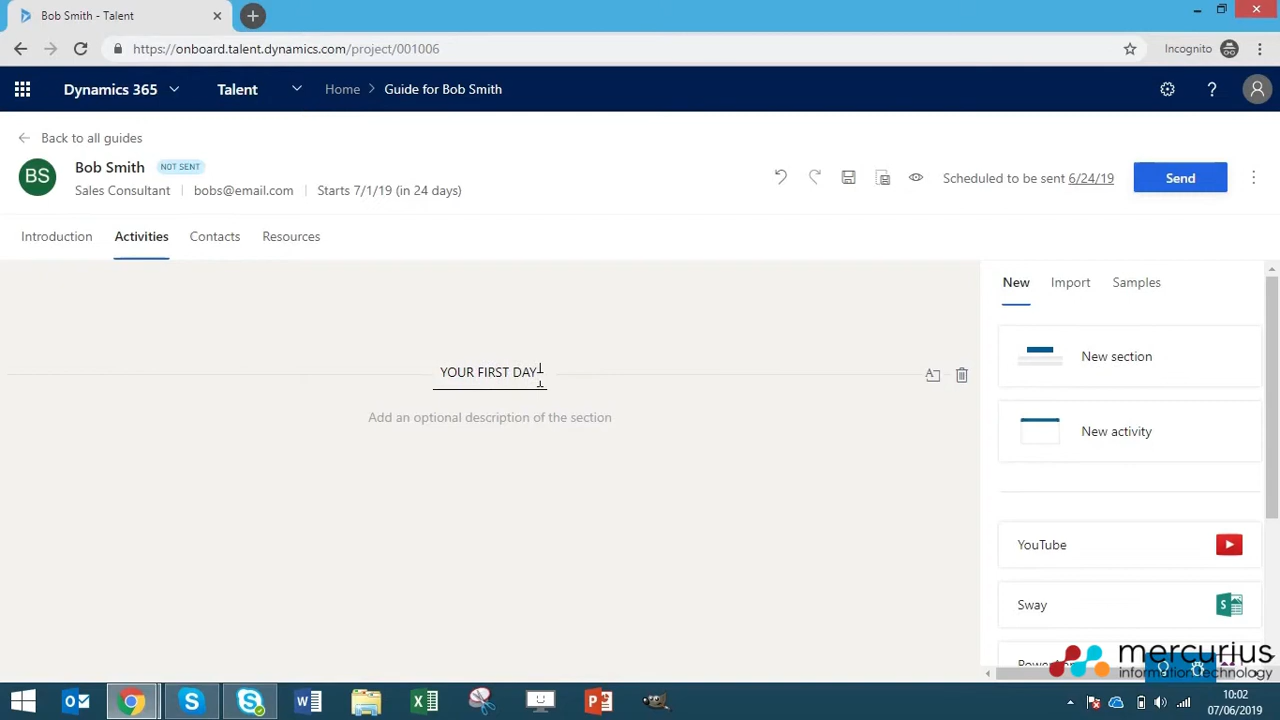 Bob Smith - Talent
https://onboard.talent.dynamics.com/project/001006
Incognito
Dynamics 365
Talent
Home > Guide for Bob Smith
Back to all guides
BS
Bob Smith
NOT SENT
Sales Consultant
bobs@email.com
Starts 7/1/19 (in 24 days)
Scheduled to be sent 6/24/19
Send
Introduction
Activities
Contacts
Resources
New
Import
Samples
YOUR FIRST DAY
Add an optional description of the section
New section
New activity
YouTube
Sway
mercurius
information technology
10:02
07/06/2019